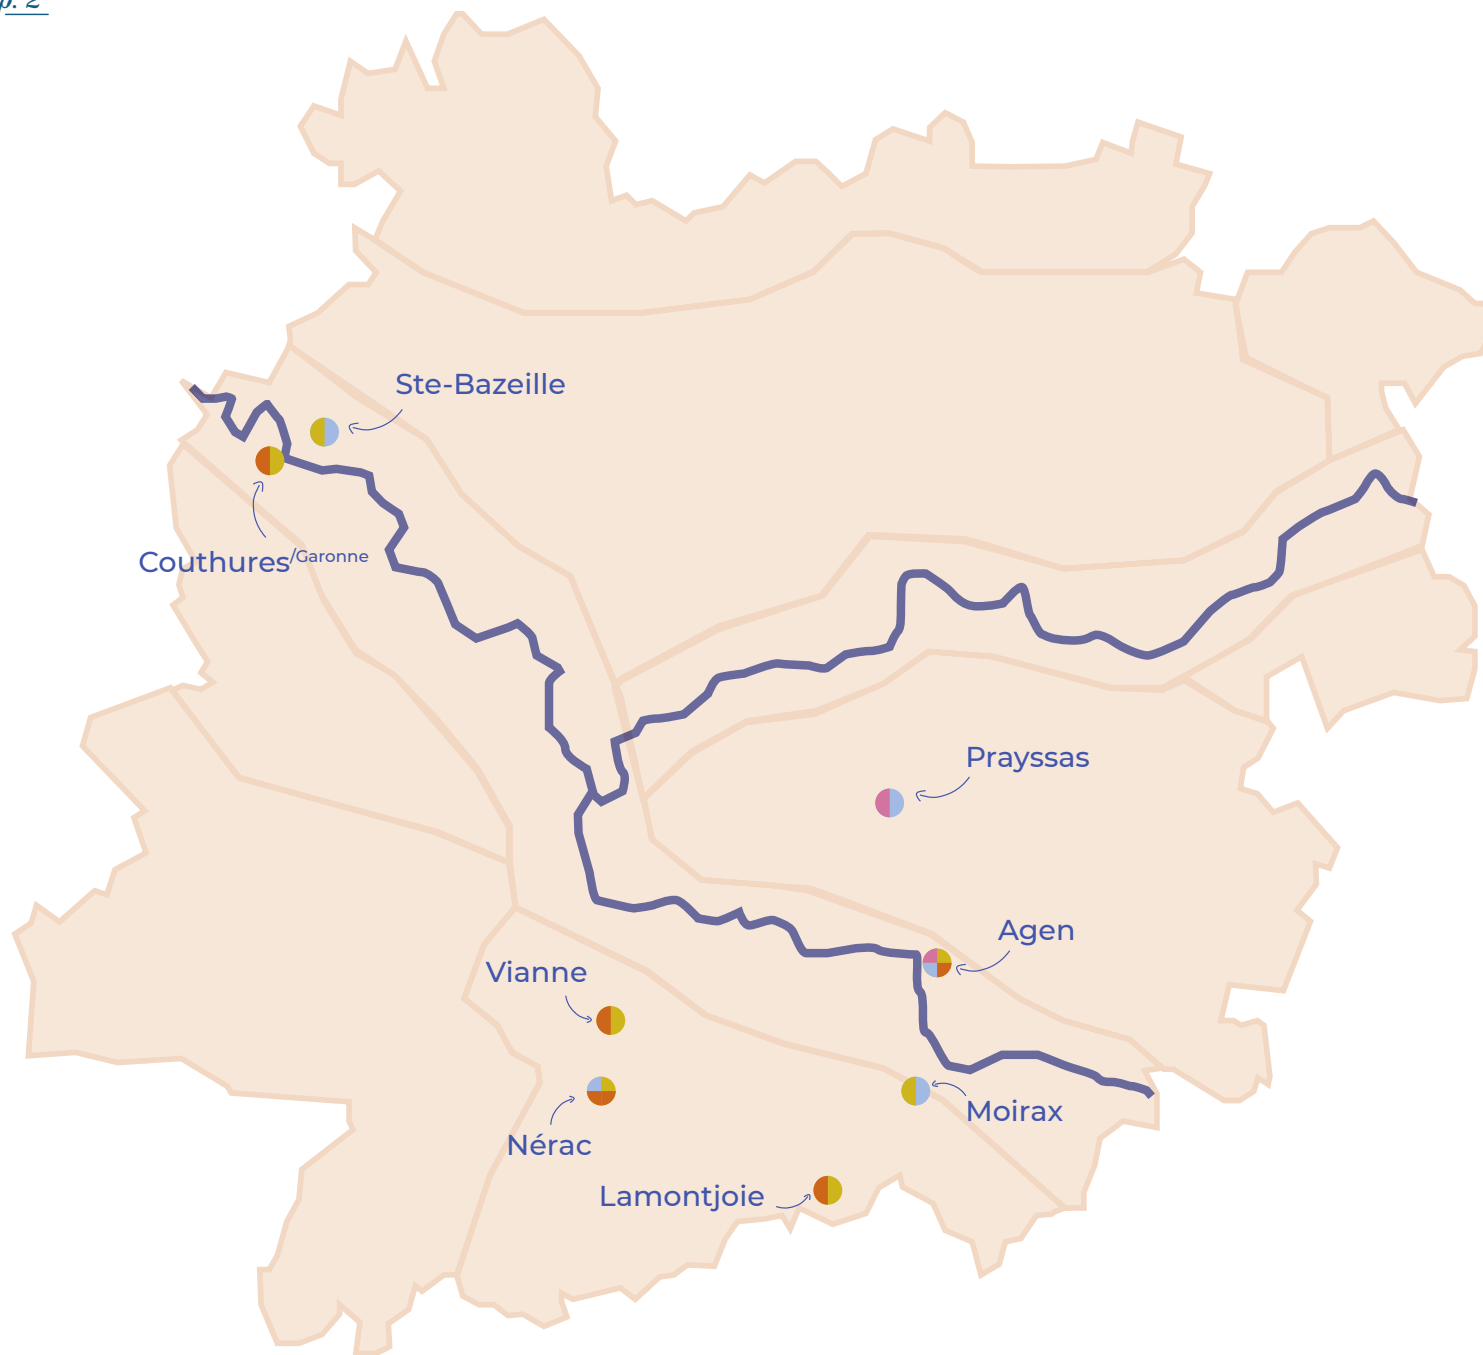 p. 2
Ste-Bazeille
Couthures/Garonne
Prayssas
Agen
Vianne
Moirax
Nérac
Lamontjoie